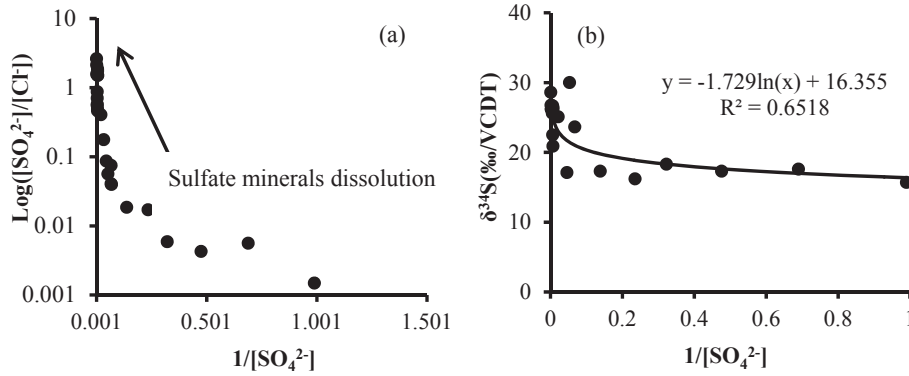 (a)
Log([SO₄²⁻]/[Cl⁻])
10
1
0.1
0.01
0.001
Sulfate minerals dissolution
0.001 0.501 1.001 1.501
1/[SO₄²⁻]
(b)
δ³⁴S(‰/VCDT)
40
30
20
10
0
y = -1.729ln(x) + 16.355
R² = 0.6518
0 0.2 0.4 0.6 0.8 1
1/[SO₄²⁻]